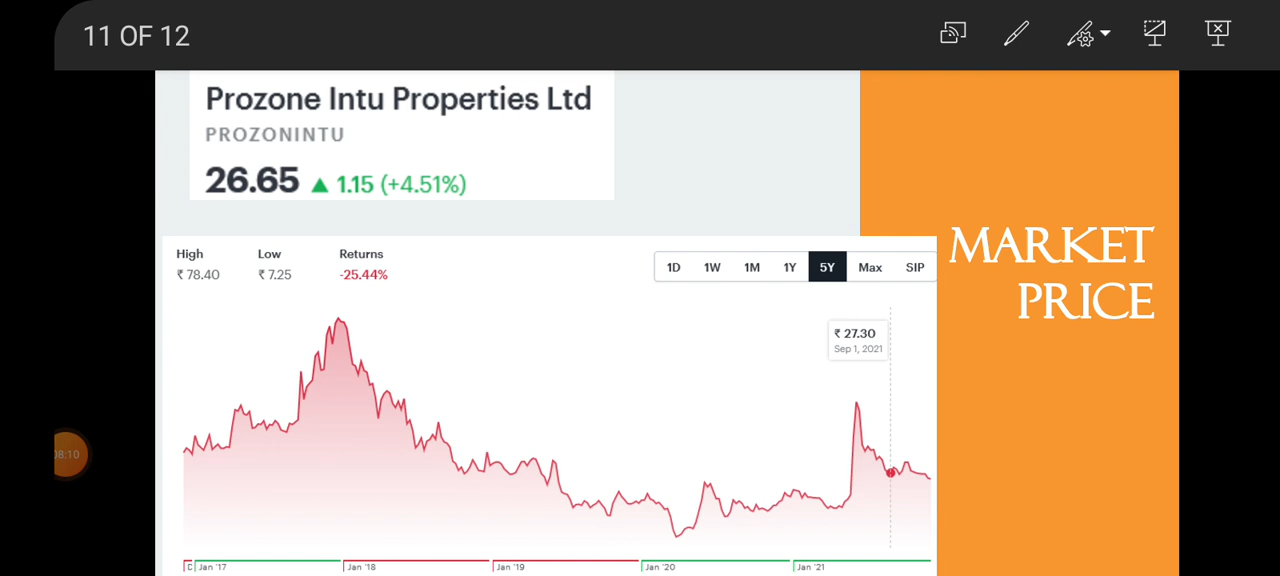 11 OF 12
Prozone Intu Properties Ltd
PROZONINTU
26.65 ▲ 1.15 (+4.51%)
MARKET
PRICE
High Low Returns
₹ 78.40 ₹ 7.25 -25.44%
1D 1W 1M 1Y 5Y Max SIP
₹ 27.30
Sep 1, 2021
08:10
Jan '17 Jan '18 Jan '19 Jan '20 Jan '21